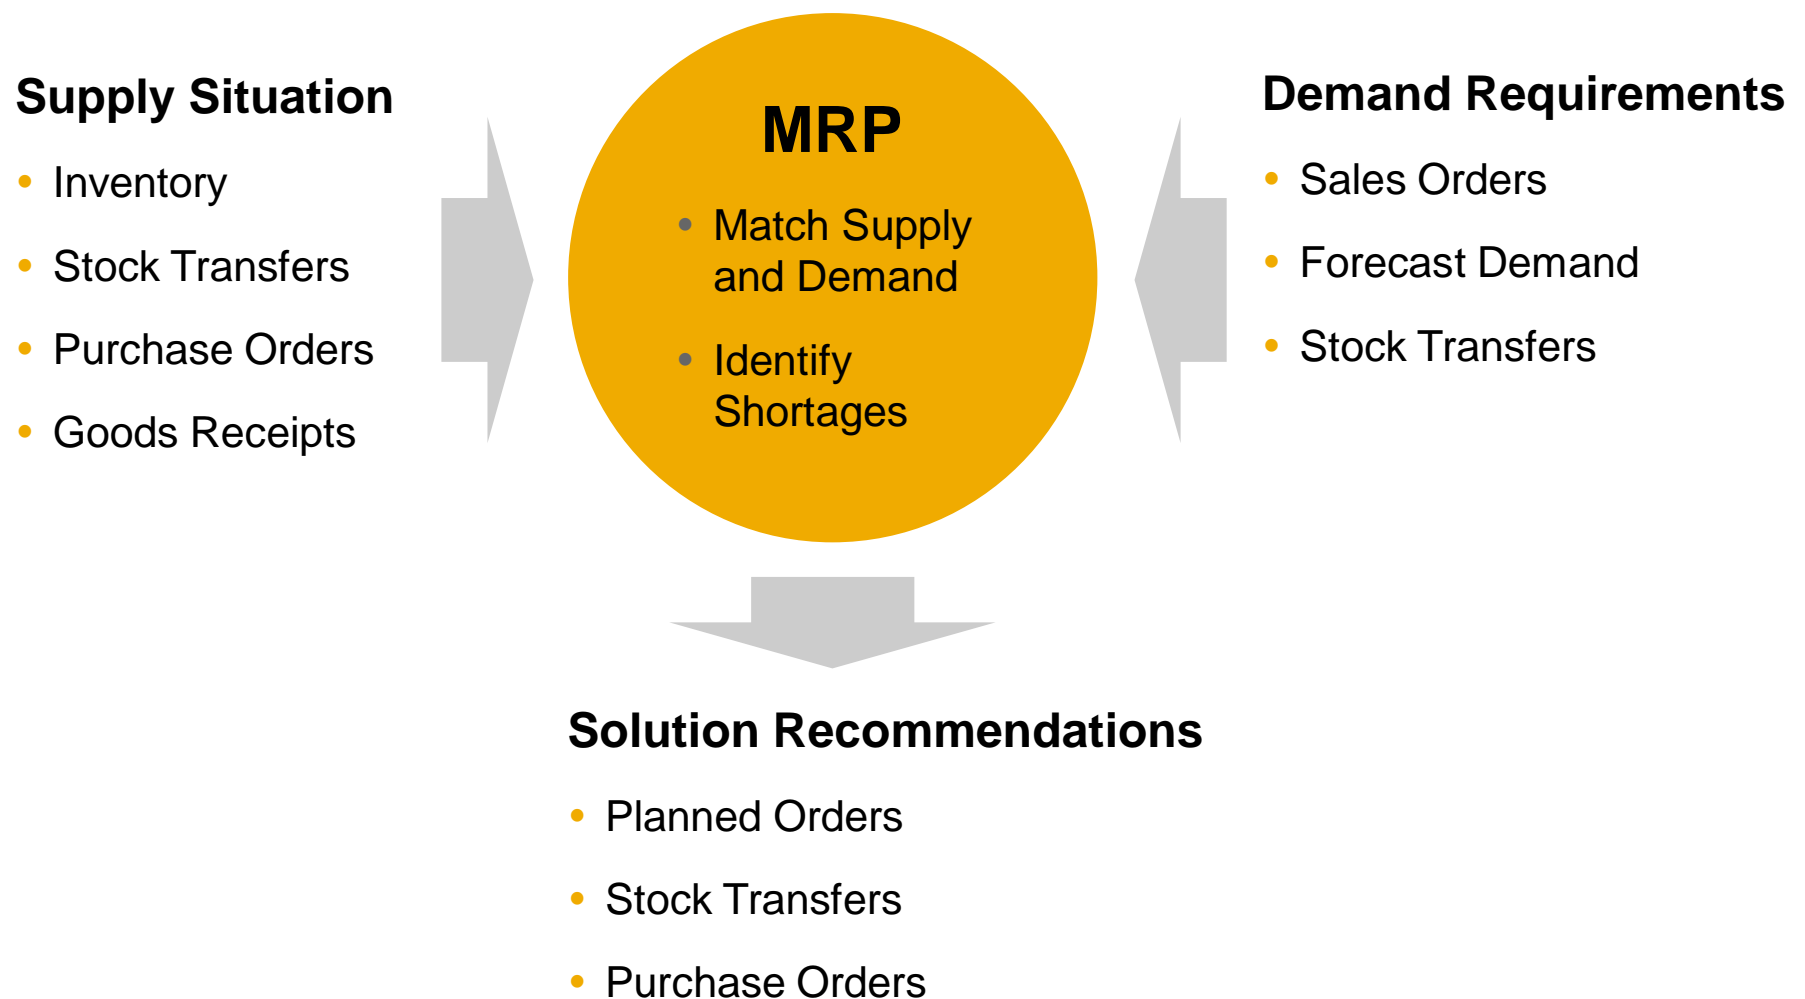 Supply Situation
• Inventory
• Stock Transfers
• Purchase Orders
• Goods Receipts
MRP
• Match Supply
and Demand
• Identify
Shortages
Demand Requirements
• Sales Orders
• Forecast Demand
• Stock Transfers
Solution Recommendations
• Planned Orders
• Stock Transfers
• Purchase Orders